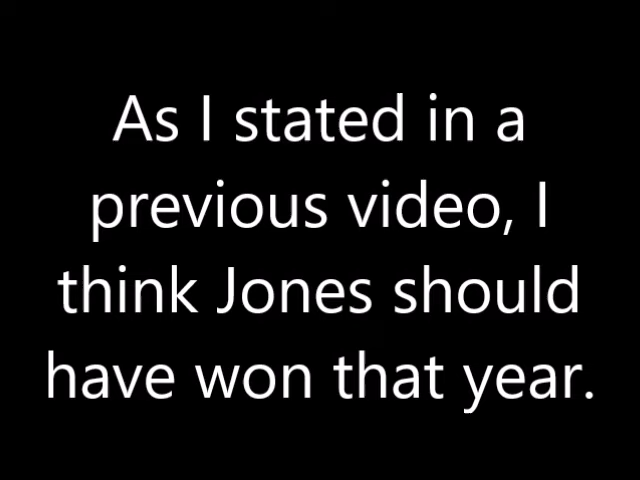 As I stated in a
previous video, I
think Jones should
have won that year.